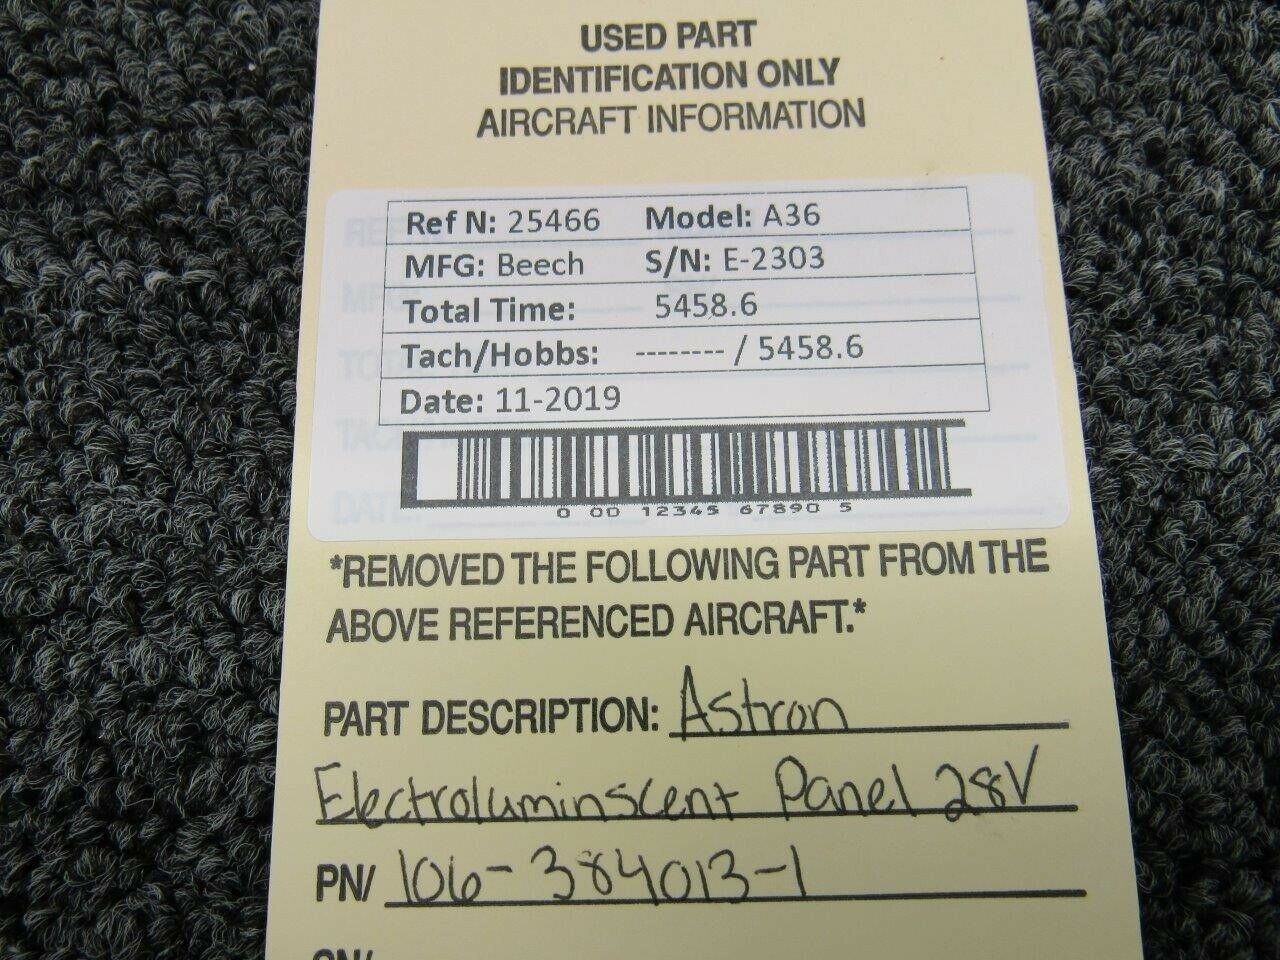 USED PART
IDENTIFICATION ONLY
AIRCRAFT INFORMATION
Ref N: 25466 Model: A36
MFG: Beech S/N: E-2303
Total Time: 5458.6
Tach/Hobbs: -------- / 5458.6
Date: 11-2019
0 00 12345 67890 5
*REMOVED THE FOLLOWING PART FROM THE
ABOVE REFERENCED AIRCRAFT.*
PART DESCRIPTION: Astron
Electroluminscent Panel 28V
PN/ 106-384013-1